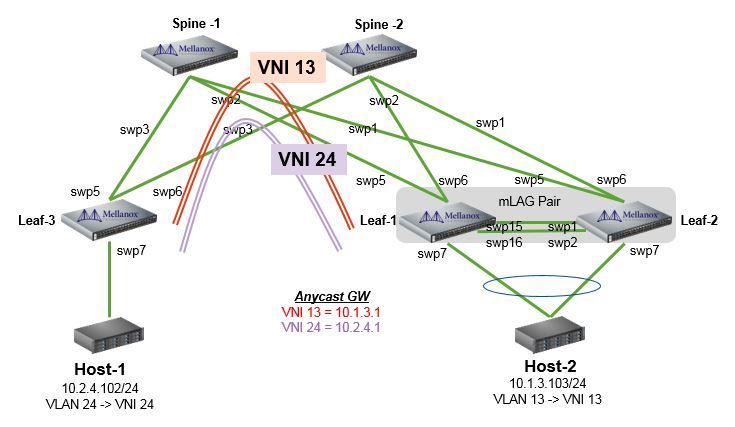 Spine -1
Spine -2
Mellanox
Mellanox
VNI 13
swp2
swp2
swp3
swp3
swp1
swp1
VNI 24
swp5
swp6
swp5
swp6
swp5
swp6
mLAG Pair
Leaf-3
Mellanox
Leaf-1
Mellanox
Mellanox
Leaf-2
swp15
swp1
swp16
swp2
swp7
swp7
swp7
Anycast GW
VNI 13 = 10.1.3.1
VNI 24 = 10.2.4.1
Host-1
10.2.4.102/24
VLAN 24 -> VNI 24
Host-2
10.1.3.103/24
VLAN 13 -> VNI 13